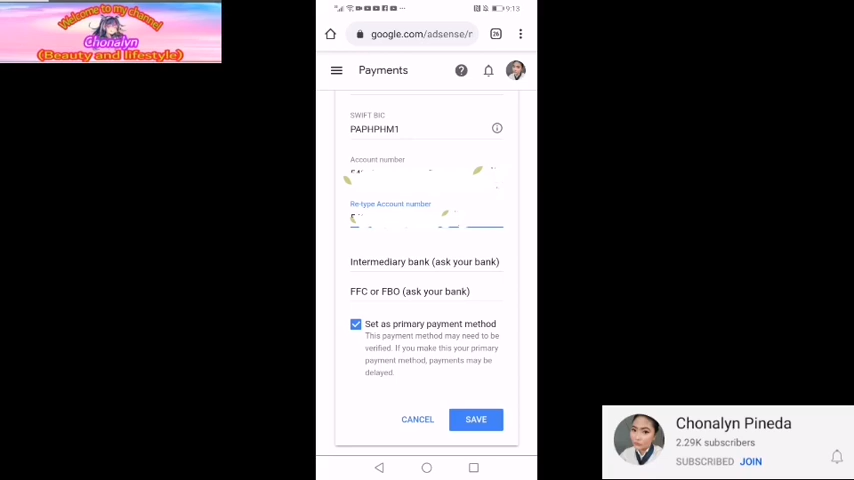 Welcome to my channel
Chonalyn
(Beauty and lifestyle)
9:13
google.com/adsense/r
26
Payments
SWIFT BIC
PAPHPHM1
Account number
Re-type Account number
Intermediary bank (ask your bank)
FFC or FBO (ask your bank)
Set as primary payment method
This payment method may need to be
verified. If you make this your primary
payment method, payments may be
delayed.
CANCEL
SAVE
Chonalyn Pineda
2.29K subscribers
SUBSCRIBED JOIN